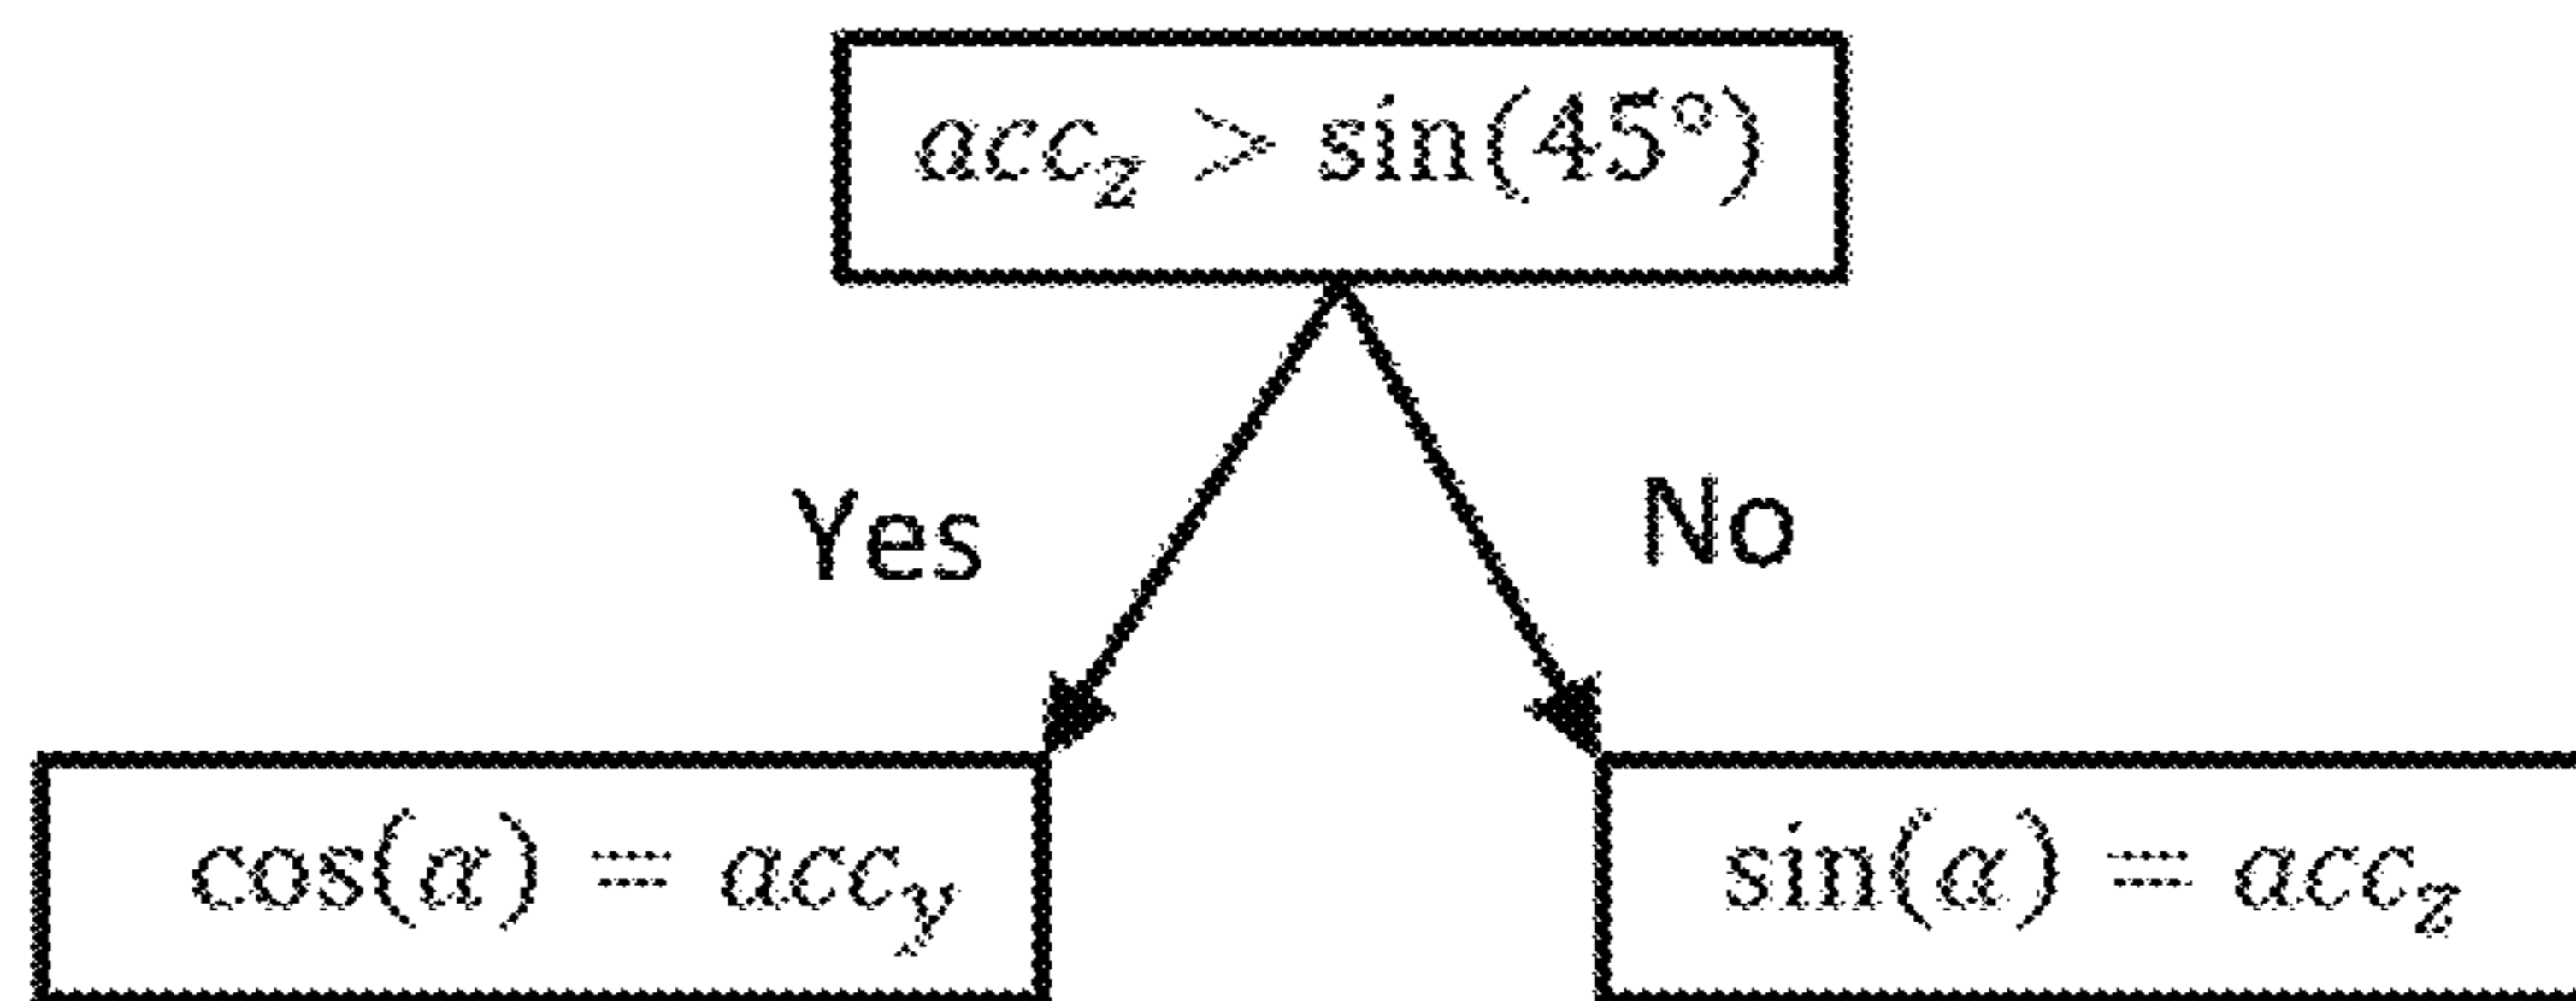 acc_z > sin(45°)
Yes
No
cos(α) = acc_y
sin(α) = acc_z